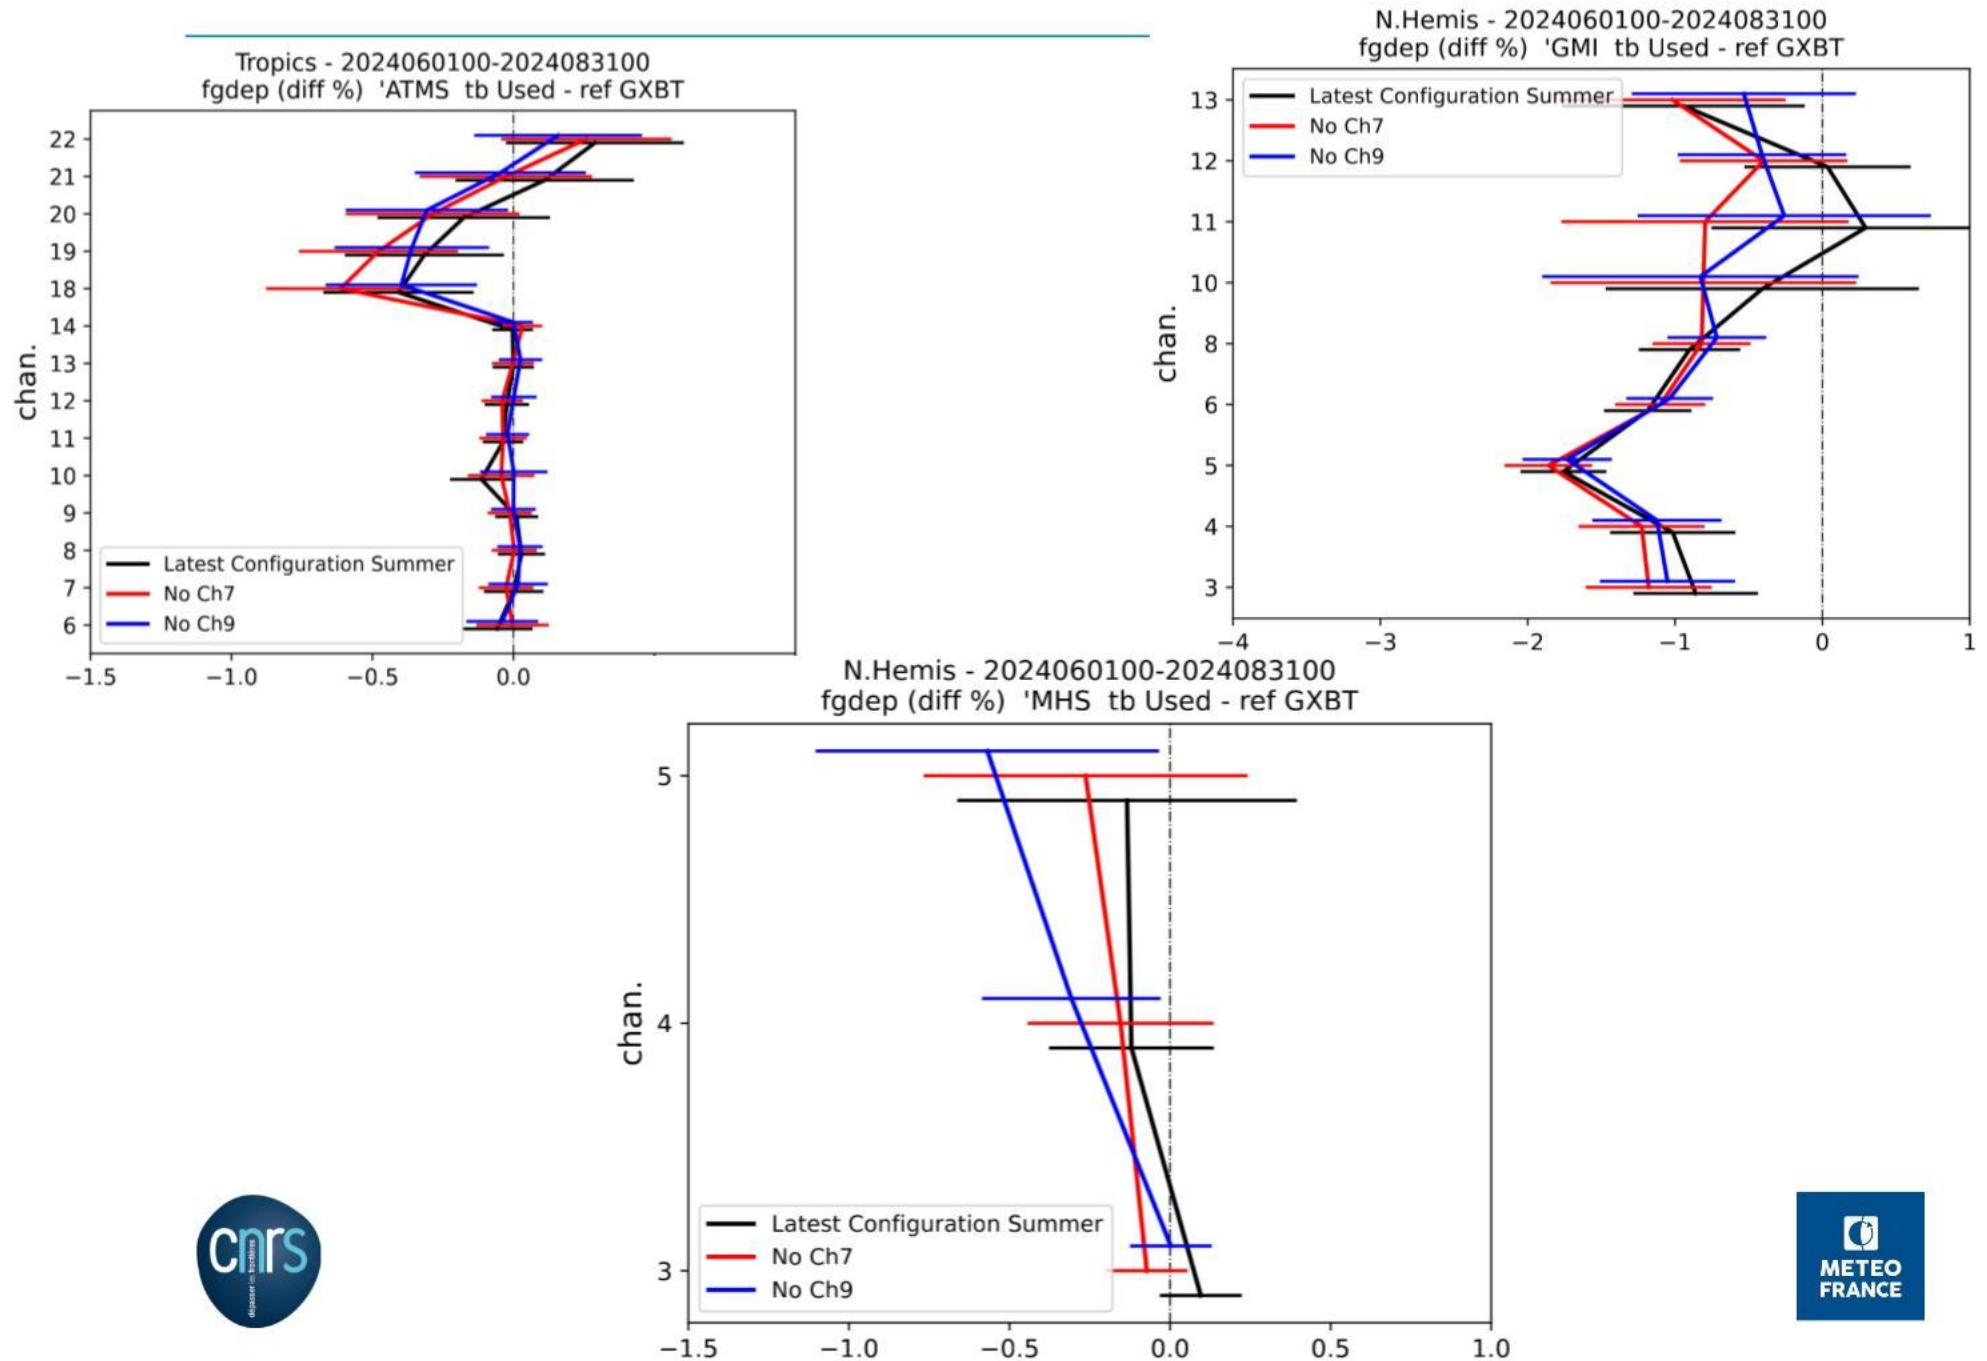 Tropics - 2024060100-2024083100
fgdep (diff %)  'ATMS  tb Used - ref GXBT
chan.
22
21
20
19
18
14
13
12
11
10
9
8
7
6
Latest Configuration Summer
No Ch7
No Ch9
−1.5 −1.0 −0.5 0.0
N.Hemis - 2024060100-2024083100
fgdep (diff %)  'GMI  tb Used - ref GXBT
chan.
Latest Configuration Summer
No Ch7
No Ch9
13
12
11
10
8
6
5
4
3
−4 −3 −2 −1 0 1
N.Hemis - 2024060100-2024083100
fgdep (diff %)  'MHS  tb Used - ref GXBT
chan.
5
4
3
Latest Configuration Summer
No Ch7
No Ch9
−1.5 −1.0 −0.5 0.0 0.5 1.0
cnrs
dépasser les frontières
METEO
FRANCE